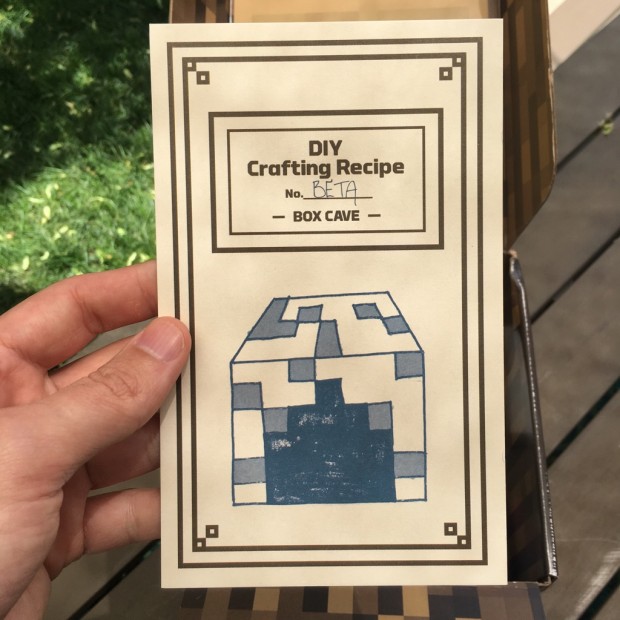 DIY
Crafting Recipe
No. BETA
— BOX CAVE —